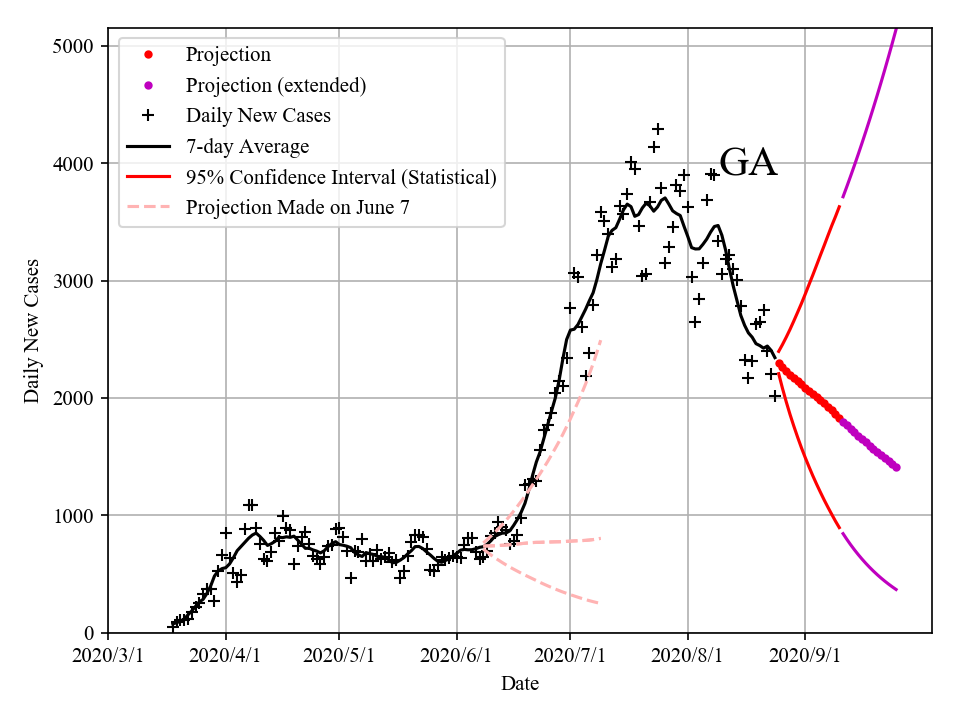 5000
4000
3000
2000
1000
0
Daily New Cases
Projection
Projection (extended)
Daily New Cases
7-day Average
95% Confidence Interval (Statistical)
Projection Made on June 7
GA
2020/3/1 2020/4/1 2020/5/1 2020/6/1 2020/7/1 2020/8/1 2020/9/1
Date